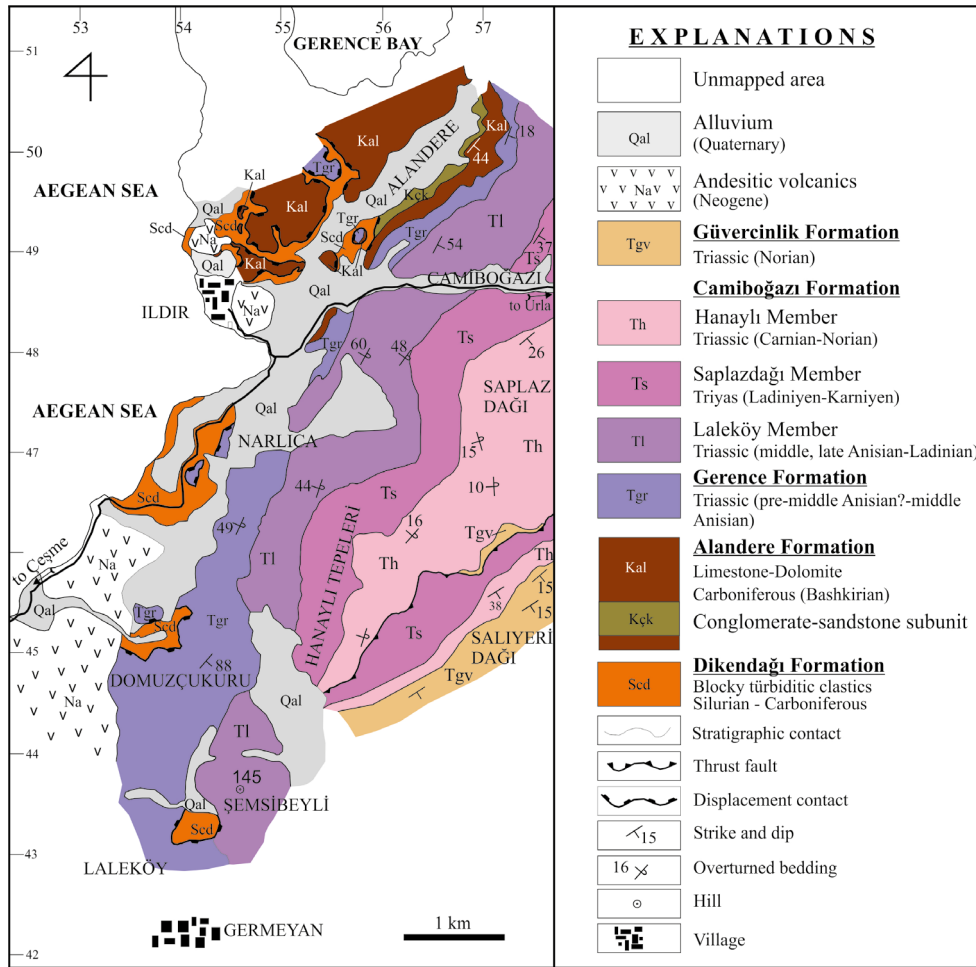 53 54 55 56 57
51
GERENCE BAY
50
AEGEAN SEA
Kal
Kal
18
44
Tgr
ALANDERE
Kal
Kal
Qal
Kçk
Qal
Scd
Scd
Tgr
Scd
Tgr
Tl
49
Na
54
37
Kal
Kal
Ts
Qal
CAMİBOĞAZI
Qal
to Urla
ILDIR
Na
48
Tgr
60
48
Ts
26
AEGEAN SEA
SAPLAZ
DAĞI
Qal
NARLICA
47
15
Th
Scd
44
Ts
10
49
16
Tgv
to Çeşme
Na
Tl
HANAYLI TEPELERİ
Th
Th
46
Qal
Tgr
Scd
Tgr
15
38
15
45
88
Ts
SALIYERİ
DAĞI
DOMUZÇUKURU
Tgv
Na
Qal
Tl
44
145
Qal
ŞEMSİBEYLİ
Scd
43
LALEKÖY
GERMEYAN
1 km
42
EXPLANATIONS
Unmapped area
Qal
Alluvium
(Quaternary)
Na
Andesitic volcanics
(Neogene)
Tgv
Güvercinlik Formation
Triassic (Norian)
Camiboğazı Formation
Th
Hanaylı Member
Triassic (Carnian-Norian)
Ts
Saplazdağı Member
Triyas (Ladiniyen-Karniyen)
Tl
Laleköy Member
Triassic (middle, late Anisian-Ladinian)
Gerence Formation
Tgr
Triassic (pre-middle Anisian?-middle
Anisian)
Alandere Formation
Kal
Limestone-Dolomite
Carboniferous (Bashkirian)
Kçk
Conglomerate-sandstone subunit
Dikendağı Formation
Scd
Blocky türbiditic clastics
Silurian - Carboniferous
Stratigraphic contact
Thrust fault
Displacement contact
15
Strike and dip
16
Overturned bedding
Hill
Village